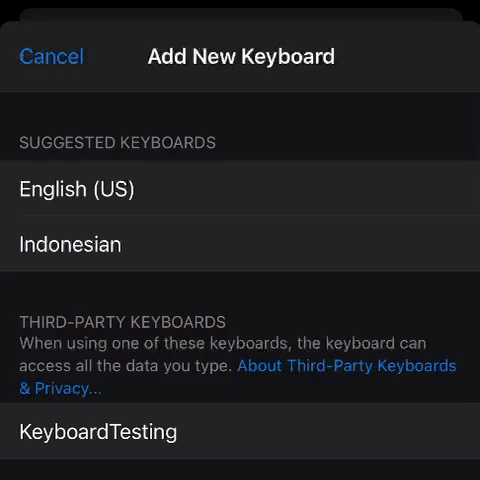 Cancel
Add New Keyboard
SUGGESTED KEYBOARDS
English (US)
Indonesian
THIRD-PARTY KEYBOARDS
When using one of these keyboards, the keyboard can
access all the data you type. About Third-Party Keyboards
& Privacy...
KeyboardTesting